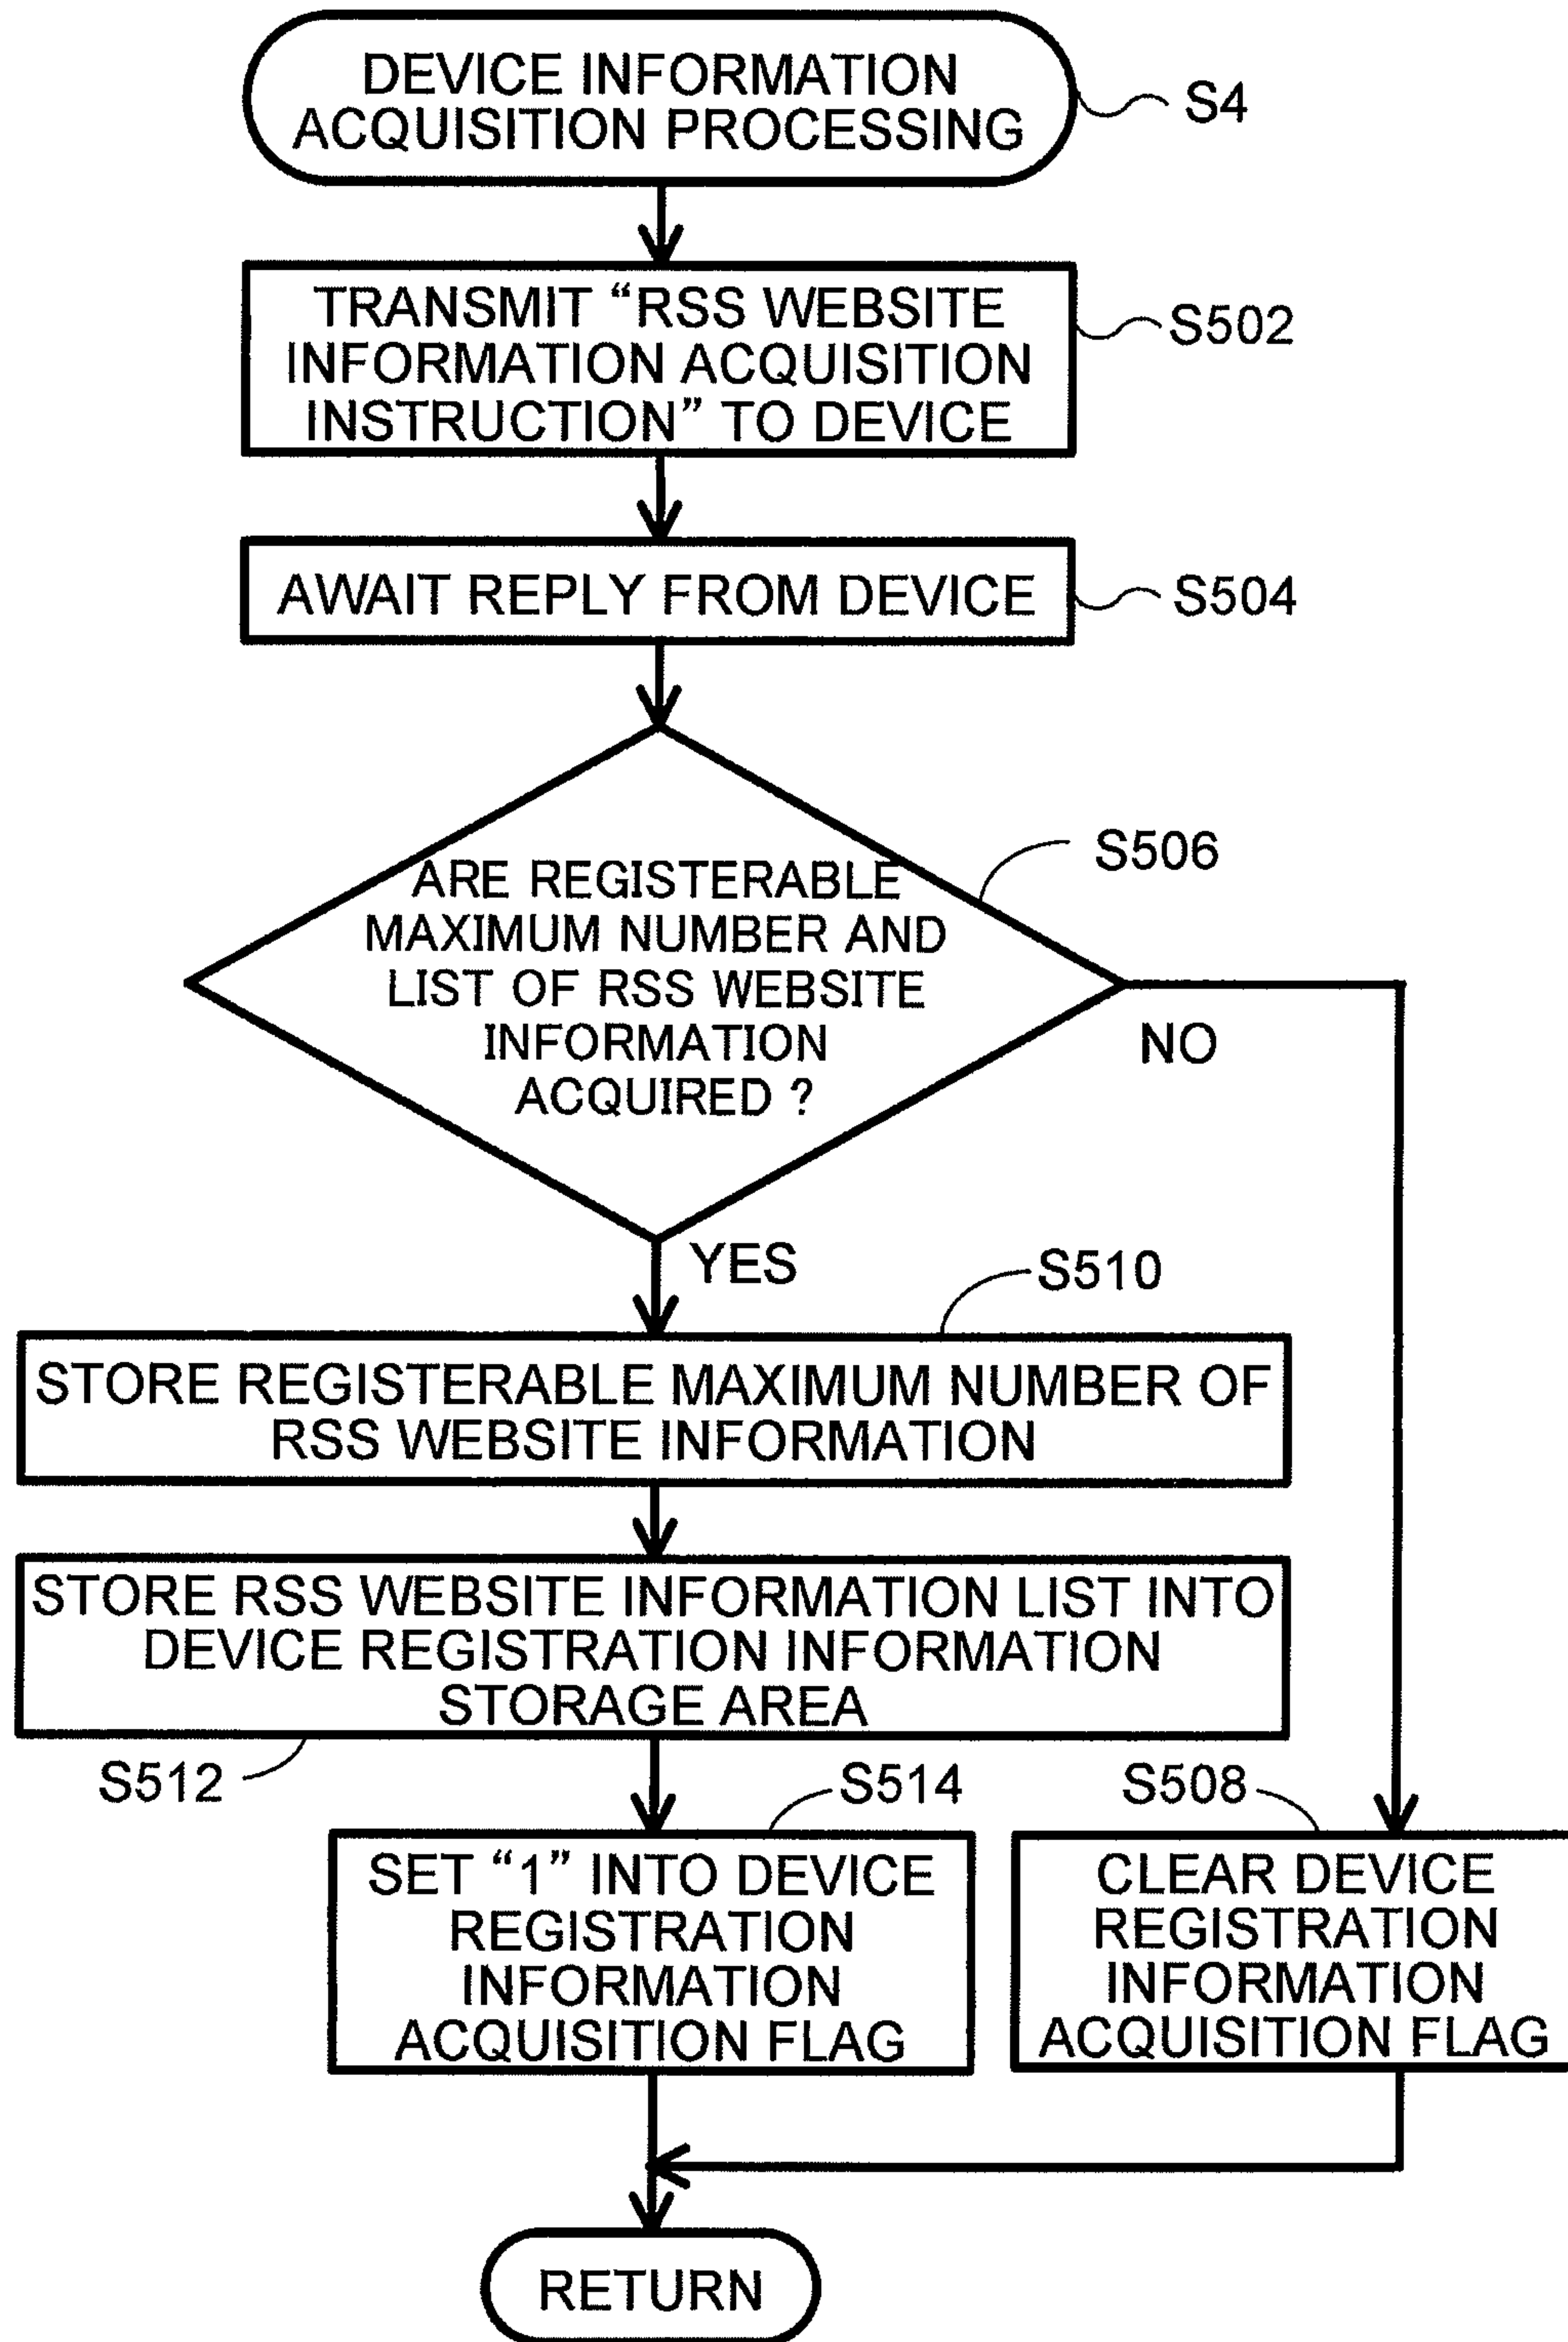 DEVICE INFORMATION
ACQUISITION PROCESSING
S4
TRANSMIT “RSS WEBSITE
INFORMATION ACQUISITION
INSTRUCTION” TO DEVICE
S502
AWAIT REPLY FROM DEVICE
S504
ARE REGISTERABLE
MAXIMUM NUMBER AND
LIST OF RSS WEBSITE
INFORMATION
ACQUIRED ?
S506
NO
YES
S510
STORE REGISTERABLE MAXIMUM NUMBER OF
RSS WEBSITE INFORMATION
STORE RSS WEBSITE INFORMATION LIST INTO
DEVICE REGISTRATION INFORMATION
STORAGE AREA
S512
S514
S508
SET “1” INTO DEVICE
REGISTRATION
INFORMATION
ACQUISITION FLAG
CLEAR DEVICE
REGISTRATION
INFORMATION
ACQUISITION FLAG
RETURN